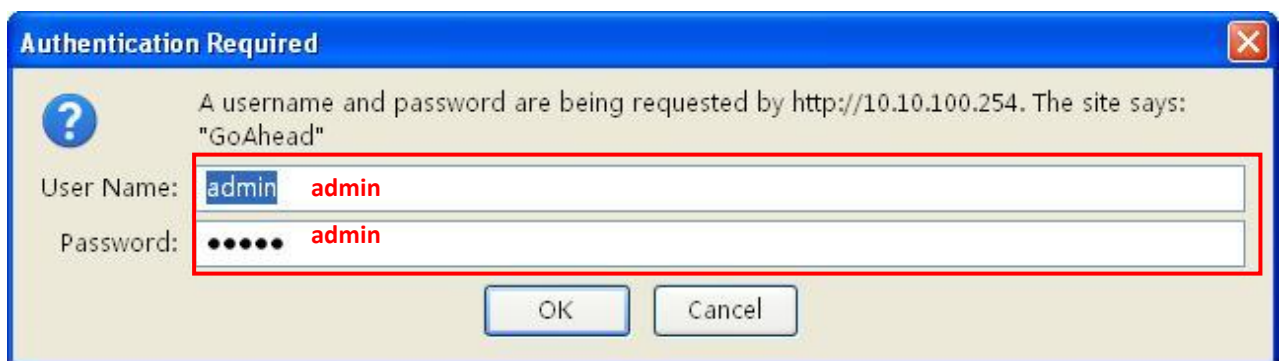 Authentication Required
A username and password are being requested by http://10.10.100.254. The site says:
"GoAhead"
User Name: admin admin
Password: ●●●●● admin
OK Cancel